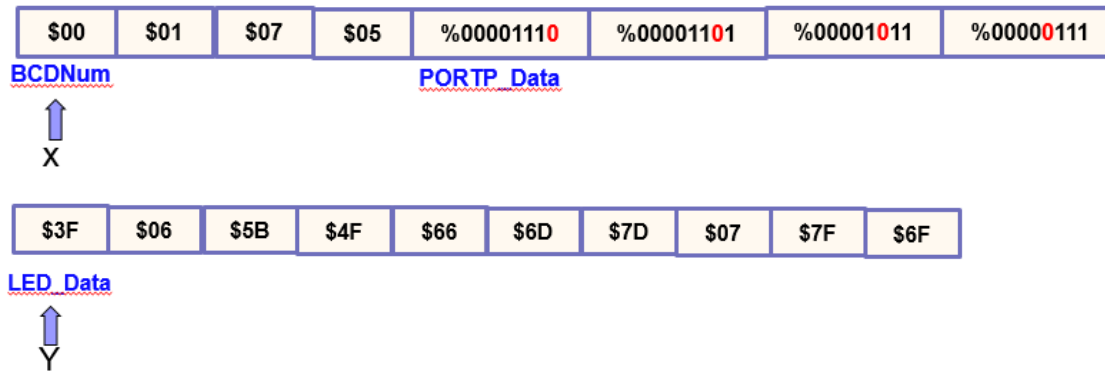 $00 $01 $07 $05 %00001110 %00001101 %00001011 %00000111
BCDNum PORTP_Data
X
$3F $06 $5B $4F $66 $6D $7D $07 $7F $6F
LED_Data
Y